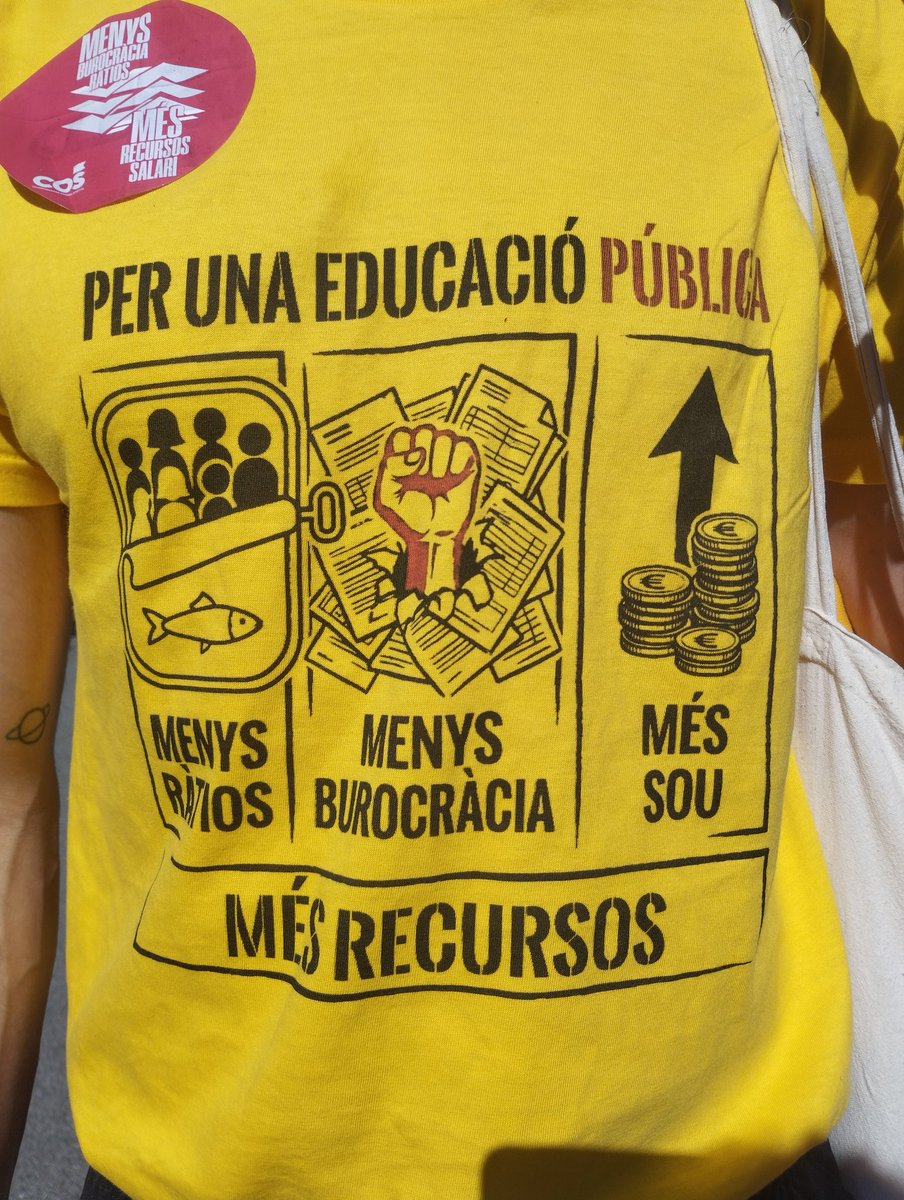 MENYS
BUROCRÀCIA
RÀTIOS
MÉS
RECURSOS
SALARI
COS
PER UNA EDUCACIÓ PÚBLICA
MENYS
RÀTIOS
MENYS
BUROCRÀCIA
MÉS
SOU
MÉS RECURSOS